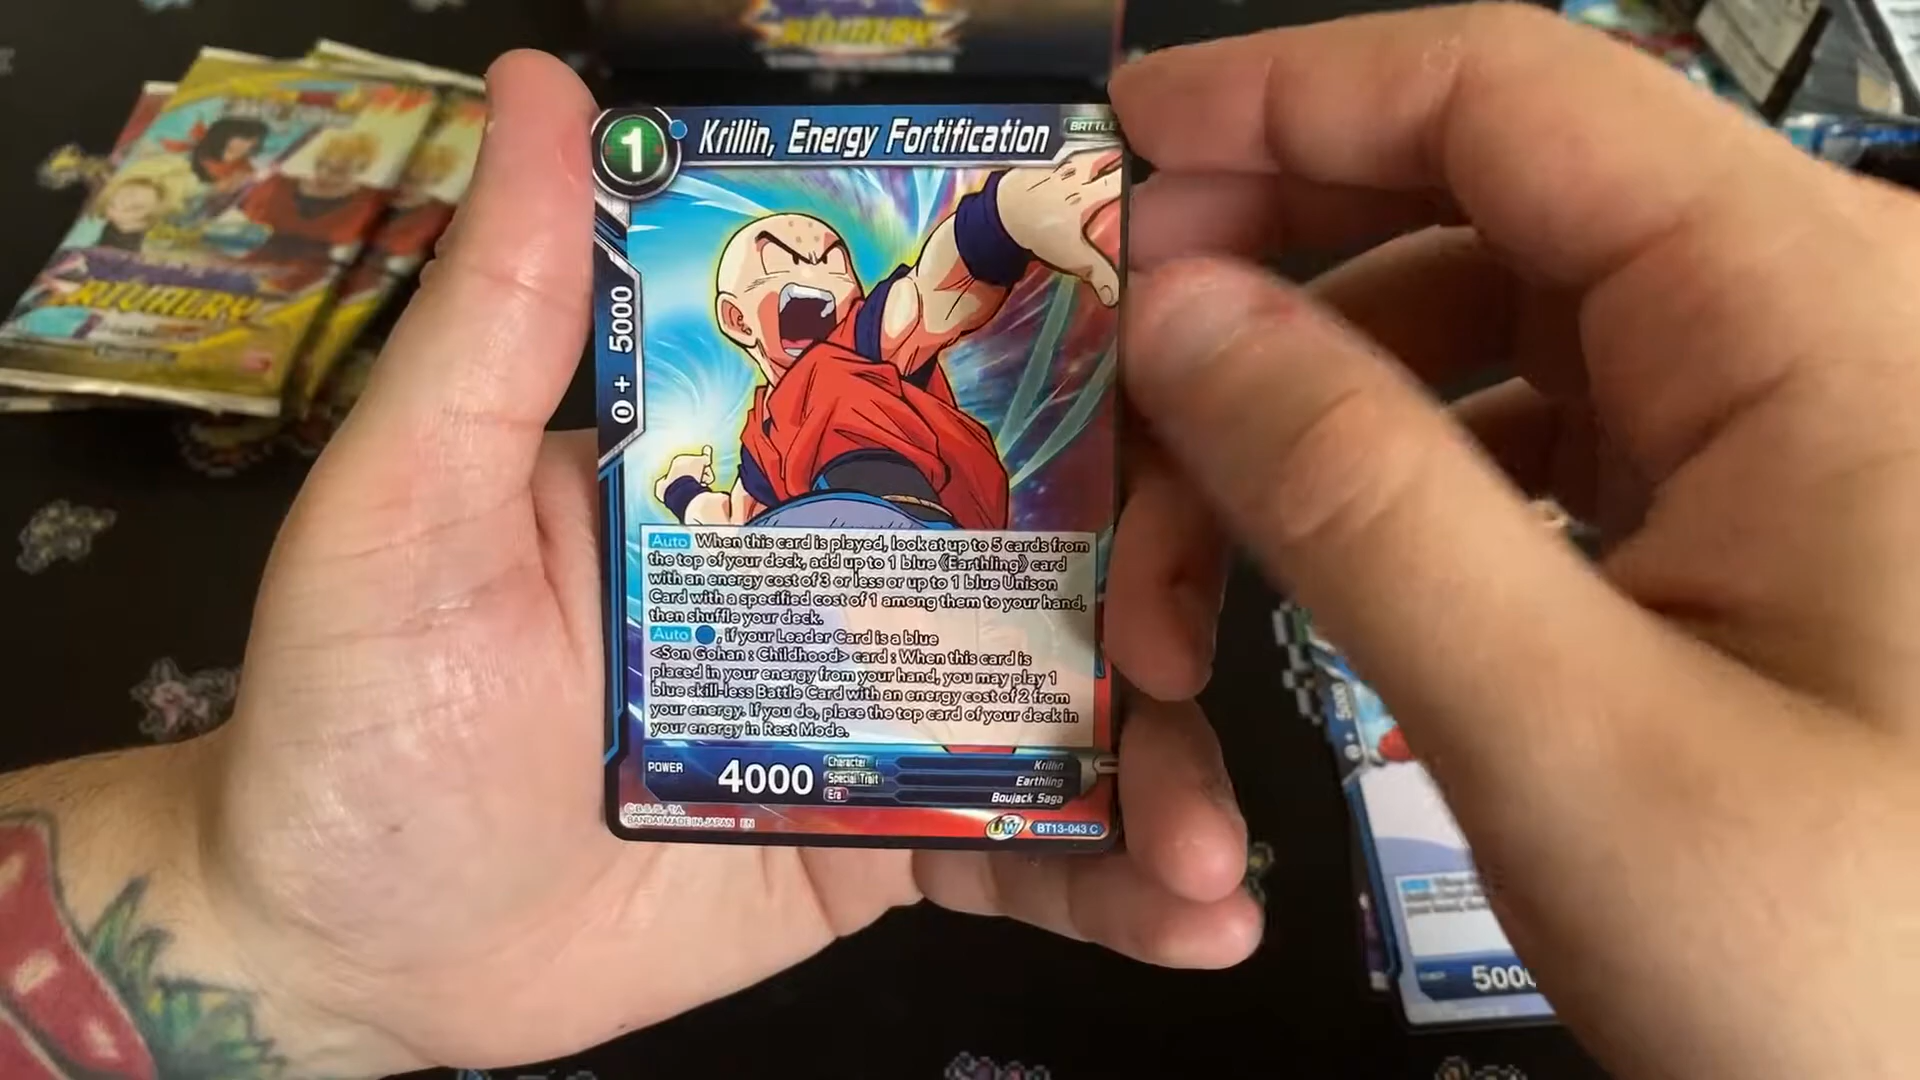 RIVALRY
RIVALRY
1
Krillin, Energy Fortification
BATTLE
0 + 5000
Auto When this card is played, look at up to 5 cards from
the top of your deck, add up to 1 blue 《Earthling》 card
with an energy cost of 3 or less or up to 1 blue Unison
Card with a specified cost of 1 among them to your hand,
then shuffle your deck.
Auto , if your Leader Card is a blue
<Son Gohan : Childhood> card : When this card is
placed in your energy from your hand, you may play 1
blue skill-less Battle Card with an energy cost of 2 from
your energy. If you do, place the top card of your deck in
your energy in Rest Mode.
POWER
4000
Character Krillin
Special Trait Earthling
Era Boujack Saga
BANDAI MADE IN JAPAN EN
UW
BT13-043 C
5000